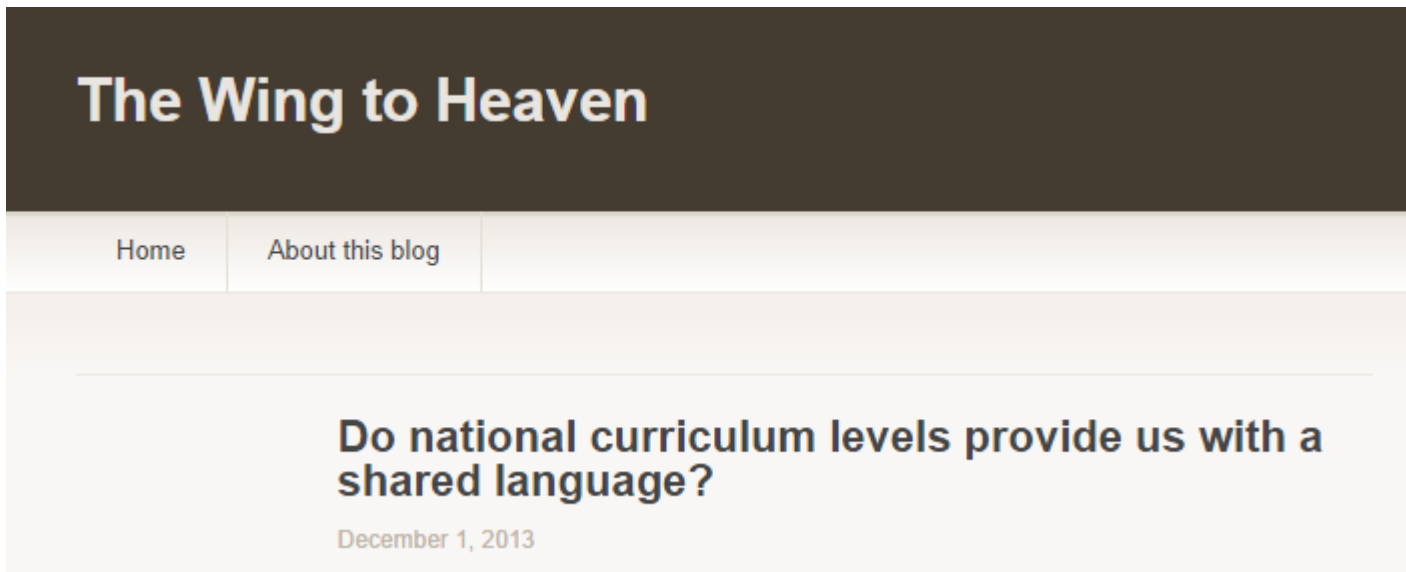 The Wing to Heaven
Home
About this blog
Do national curriculum levels provide us with a
shared language?
December 1, 2013